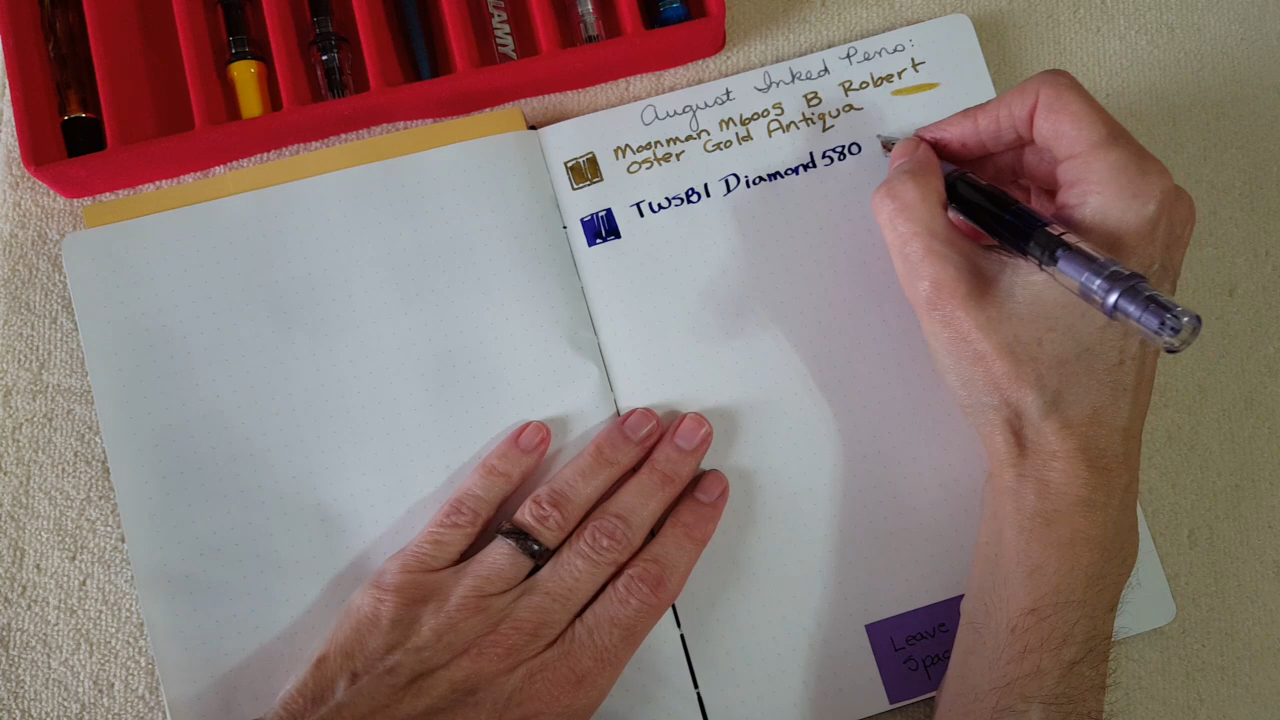 LAMY
August Inked Pens:
Moonman M600S B Robert
Oster Gold Antiqua
TWSBI Diamond 580
Leave